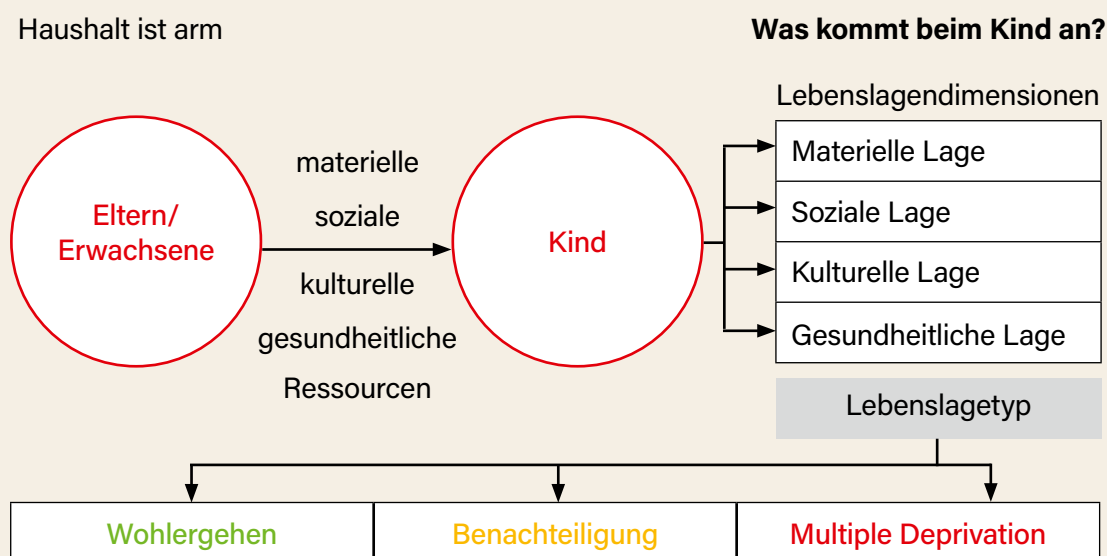 Haushalt ist arm
Was kommt beim Kind an?
Eltern/
Erwachsene
materielle
soziale
kulturelle
gesundheitliche
Ressourcen
Kind
Lebenslagendimensionen
Materielle Lage
Soziale Lage
Kulturelle Lage
Gesundheitliche Lage
Lebenslagetyp
Wohlergehen
Benachteiligung
Multiple Deprivation